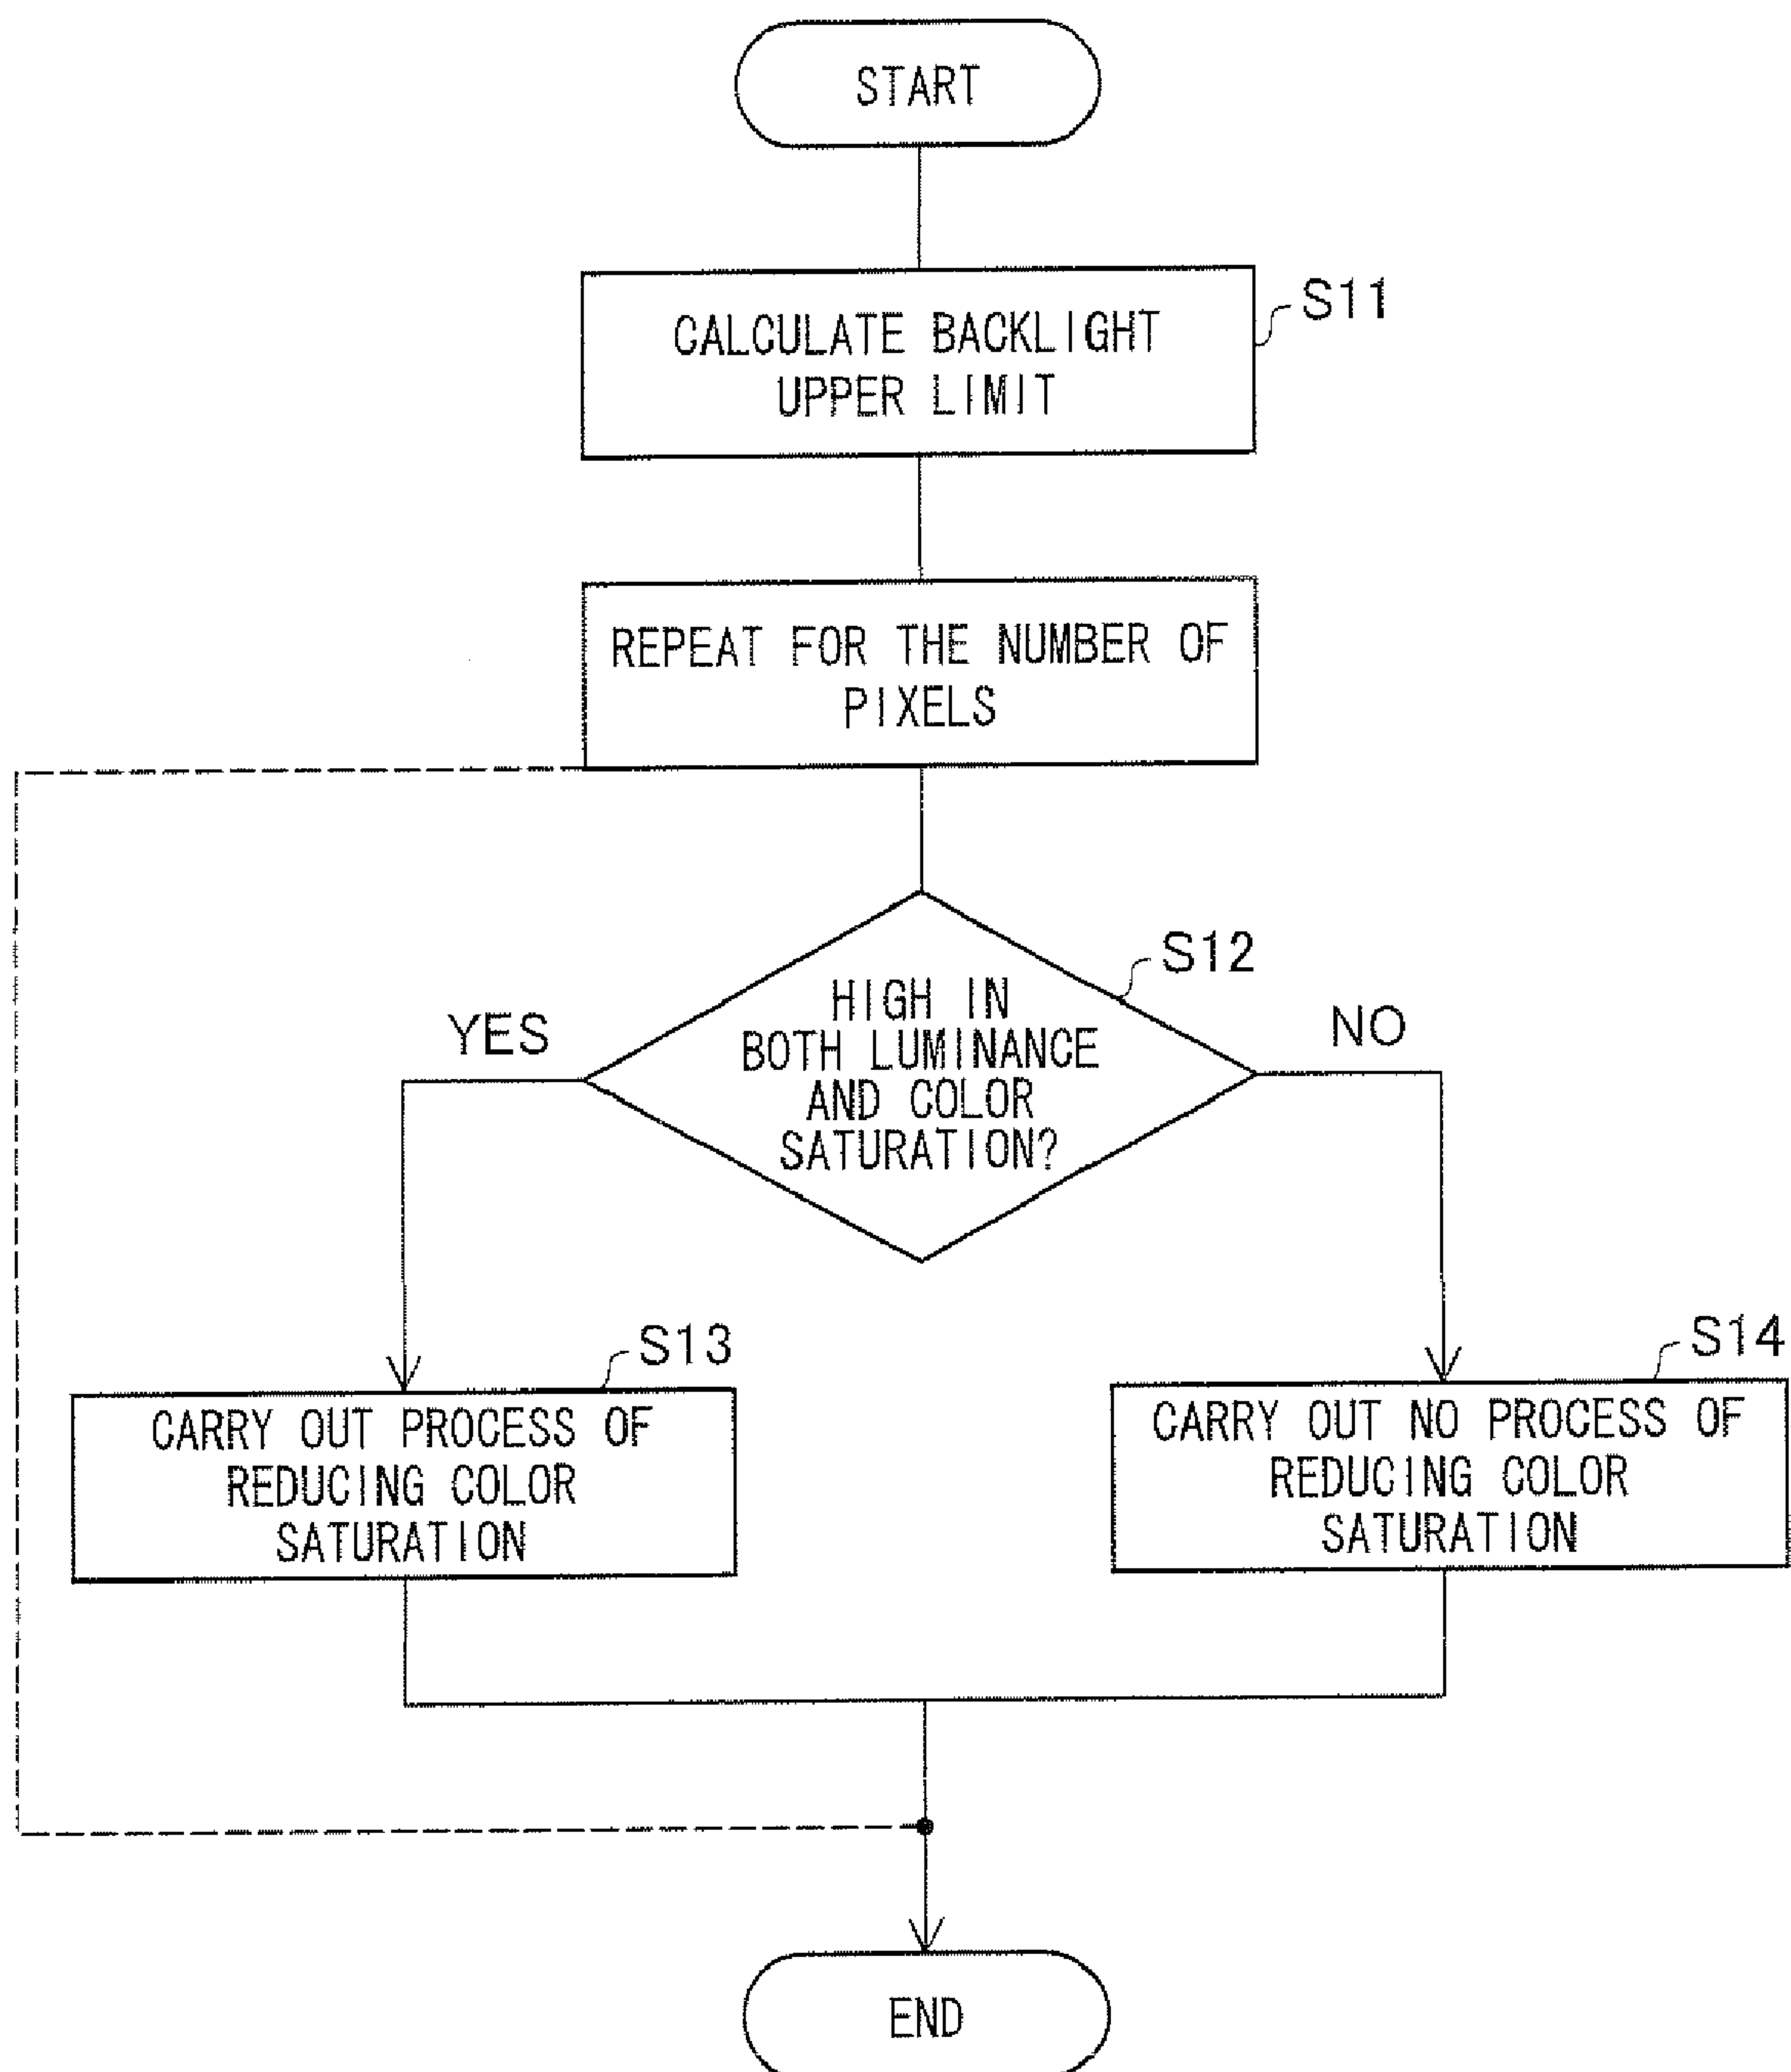 START
CALCULATE BACKLIGHT
UPPER LIMIT
S11
REPEAT FOR THE NUMBER OF
PIXELS
HIGH IN
BOTH LUMINANCE
AND COLOR
SATURATION?
S12
YES
NO
CARRY OUT PROCESS OF
REDUCING COLOR
SATURATION
S13
CARRY OUT NO PROCESS OF
REDUCING COLOR
SATURATION
S14
END